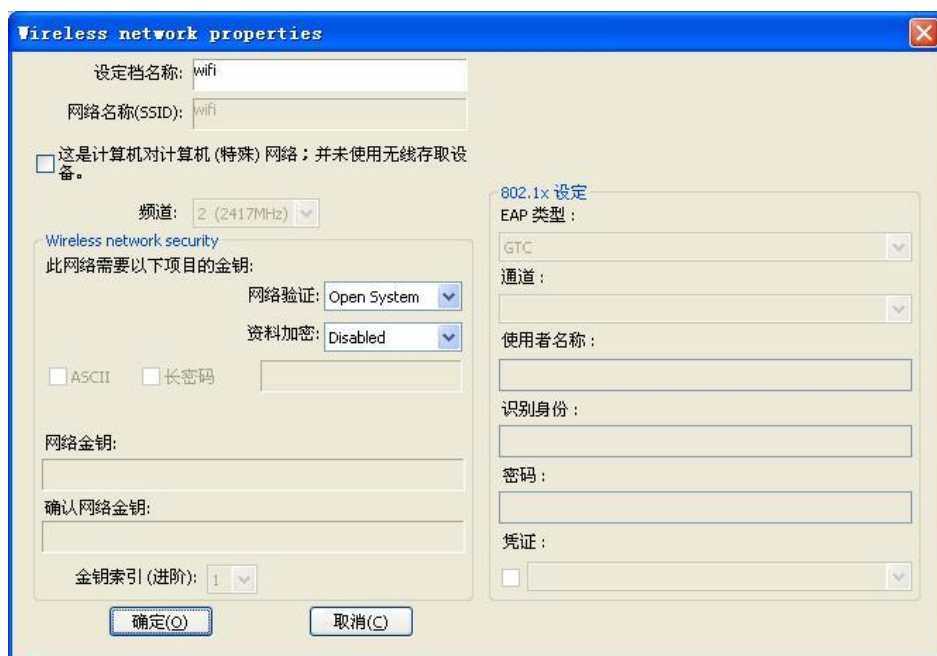 Wireless network properties
设定档名称: wifi
网络名称(SSID): wifi
这是计算机对计算机 (特殊) 网络；并未使用无线存取设
备。
频道: 2 (2417MHz)
Wireless network security
此网络需要以下项目的金钥:
网络验证: Open System
资料加密: Disabled
ASCII 长密码
网络金钥:
确认网络金钥:
金钥索引 (进阶): 1
802.1x 设定
EAP 类型：
GTC
通道：
使用者名称：
识别身份：
密码：
凭证：
确定(O) 取消(C)